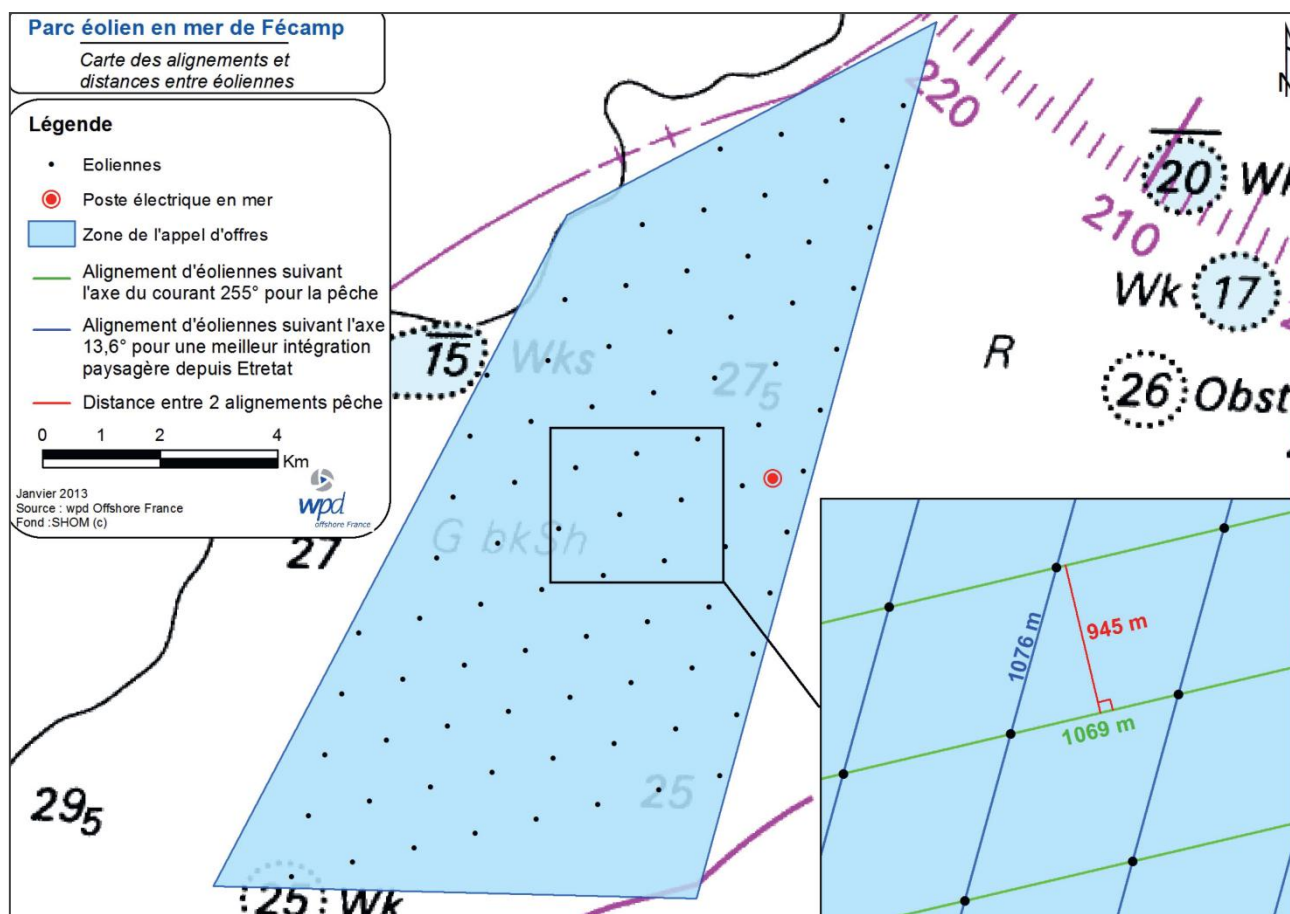 Parc éolien en mer de Fécamp
Carte des alignements et
distances entre éoliennes
Légende
Eoliennes
Poste électrique en mer
Zone de l'appel d'offres
Alignement d'éoliennes suivant
l'axe du courant 255° pour la pêche
Alignement d'éoliennes suivant l'axe
13,6° pour une meilleur intégration
paysagère depuis Etretat
Distance entre 2 alignements pêche
0 1 2 4
Km
Janvier 2013
Source : wpd Offshore France
Fond :SHOM (c)
wpd
offshore France
220
20
210
Wk 17
R
26 Obst
15
Wks
27 5
G bkSh
27
29 5
25
25 Wk
1076 m
945 m
1069 m